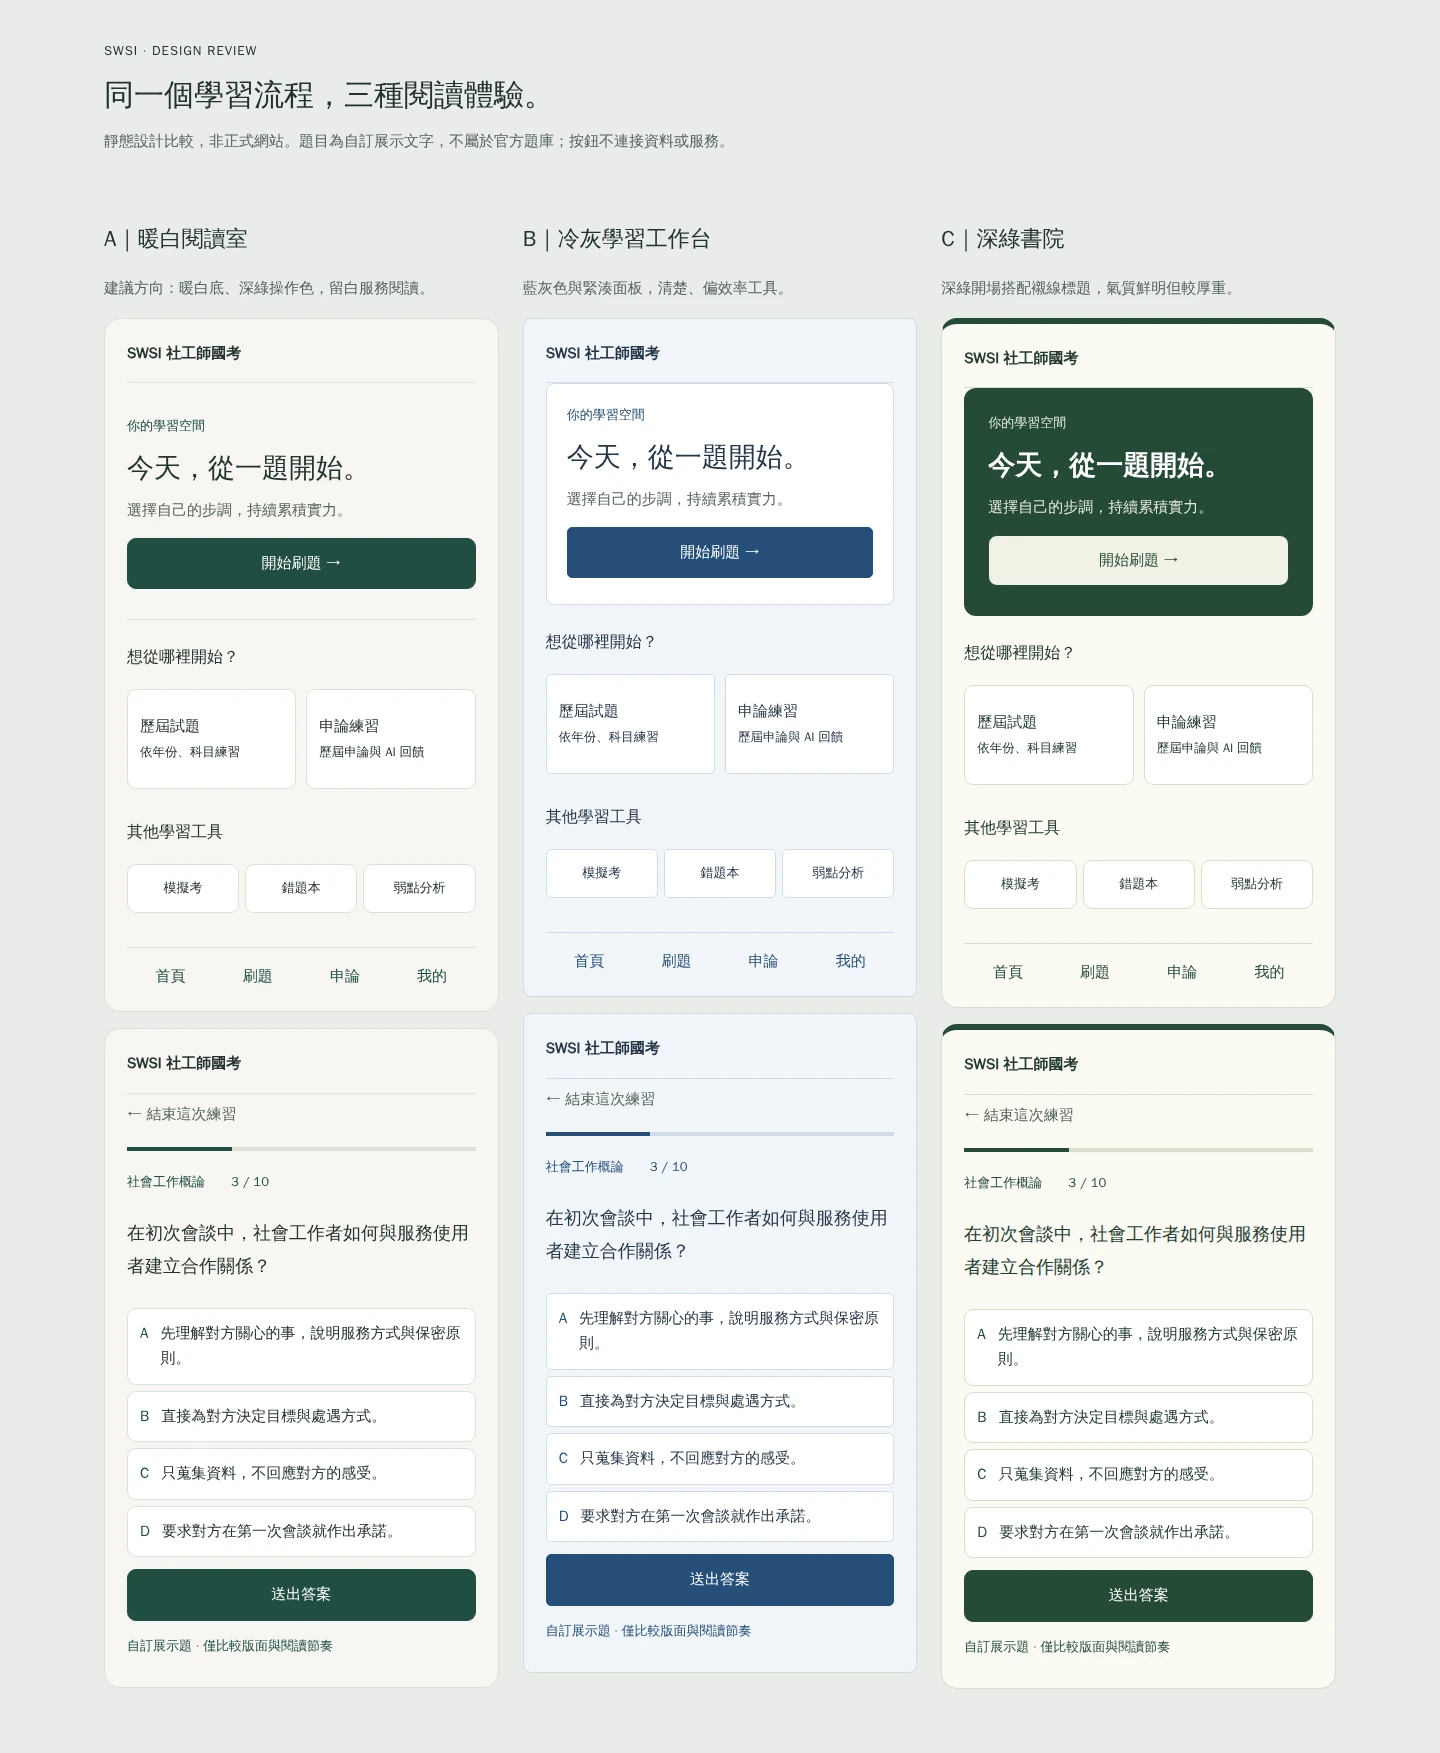 SWSI · DESIGN REVIEW
同一個學習流程，三種閱讀體驗。
靜態設計比較，非正式網站。題目為自訂展示文字，不屬於官方題庫；按鈕不連接資料或服務。
A｜暖白閱讀室
建議方向：暖白底、深綠操作色，留白服務閱讀。
SWSI 社工師國考
你的學習空間
今天，從一題開始。
選擇自己的步調，持續累積實力。
開始刷題 →
想從哪裡開始？
歷屆試題
依年份、科目練習
申論練習
歷屆申論與 AI 回饋
其他學習工具
模擬考
錯題本
弱點分析
首頁 刷題 申論 我的
SWSI 社工師國考
← 結束這次練習
社會工作概論 3 / 10
在初次會談中，社會工作者如何與服務使用
者建立合作關係？
A 先理解對方關心的事，說明服務方式與保密原
則。
B 直接為對方決定目標與處遇方式。
C 只蒐集資料，不回應對方的感受。
D 要求對方在第一次會談就作出承諾。
送出答案
自訂展示題 · 僅比較版面與閱讀節奏
B｜冷灰學習工作台
藍灰色與緊湊面板，清楚、偏效率工具。
SWSI 社工師國考
你的學習空間
今天，從一題開始。
選擇自己的步調，持續累積實力。
開始刷題 →
想從哪裡開始？
歷屆試題
依年份、科目練習
申論練習
歷屆申論與 AI 回饋
其他學習工具
模擬考
錯題本
弱點分析
首頁 刷題 申論 我的
SWSI 社工師國考
← 結束這次練習
社會工作概論 3 / 10
在初次會談中，社會工作者如何與服務使用
者建立合作關係？
A 先理解對方關心的事，說明服務方式與保密原
則。
B 直接為對方決定目標與處遇方式。
C 只蒐集資料，不回應對方的感受。
D 要求對方在第一次會談就作出承諾。
送出答案
自訂展示題 · 僅比較版面與閱讀節奏
C｜深綠書院
深綠開場搭配襯線標題，氣質鮮明但較厚重。
SWSI 社工師國考
你的學習空間
今天，從一題開始。
選擇自己的步調，持續累積實力。
開始刷題 →
想從哪裡開始？
歷屆試題
依年份、科目練習
申論練習
歷屆申論與 AI 回饋
其他學習工具
模擬考
錯題本
弱點分析
首頁 刷題 申論 我的
SWSI 社工師國考
← 結束這次練習
社會工作概論 3 / 10
在初次會談中，社會工作者如何與服務使用
者建立合作關係？
A 先理解對方關心的事，說明服務方式與保密原
則。
B 直接為對方決定目標與處遇方式。
C 只蒐集資料，不回應對方的感受。
D 要求對方在第一次會談就作出承諾。
送出答案
自訂展示題 · 僅比較版面與閱讀節奏